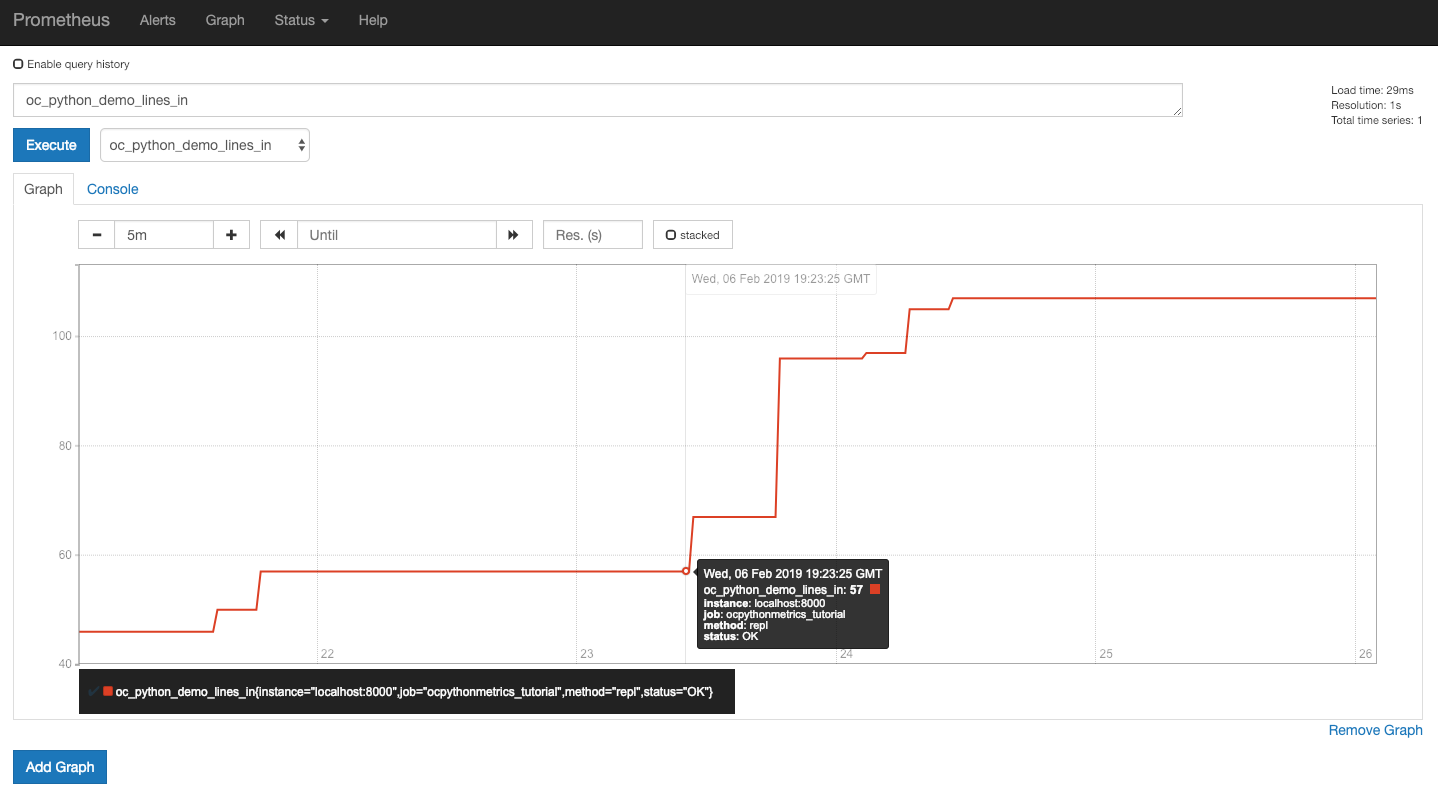 Prometheus Alerts Graph Status Help
Enable query history
oc_python_demo_lines_in
Load time: 29ms
Resolution: 1s
Total time series: 1
Execute oc_python_demo_lines_in
Graph Console
5m Until Res. (s) stacked
Wed, 06 Feb 2019 19:23:25 GMT
100
80
60
40
Wed, 06 Feb 2019 19:23:25 GMT
oc_python_demo_lines_in: 57
instance: localhost:8000
job: ocpythonmetrics_tutorial
method: repl
status: OK
22 23 24 25 26
oc_python_demo_lines_in{instance="localhost:8000",job="ocpythonmetrics_tutorial",method="repl",status="OK"}
Remove Graph
Add Graph